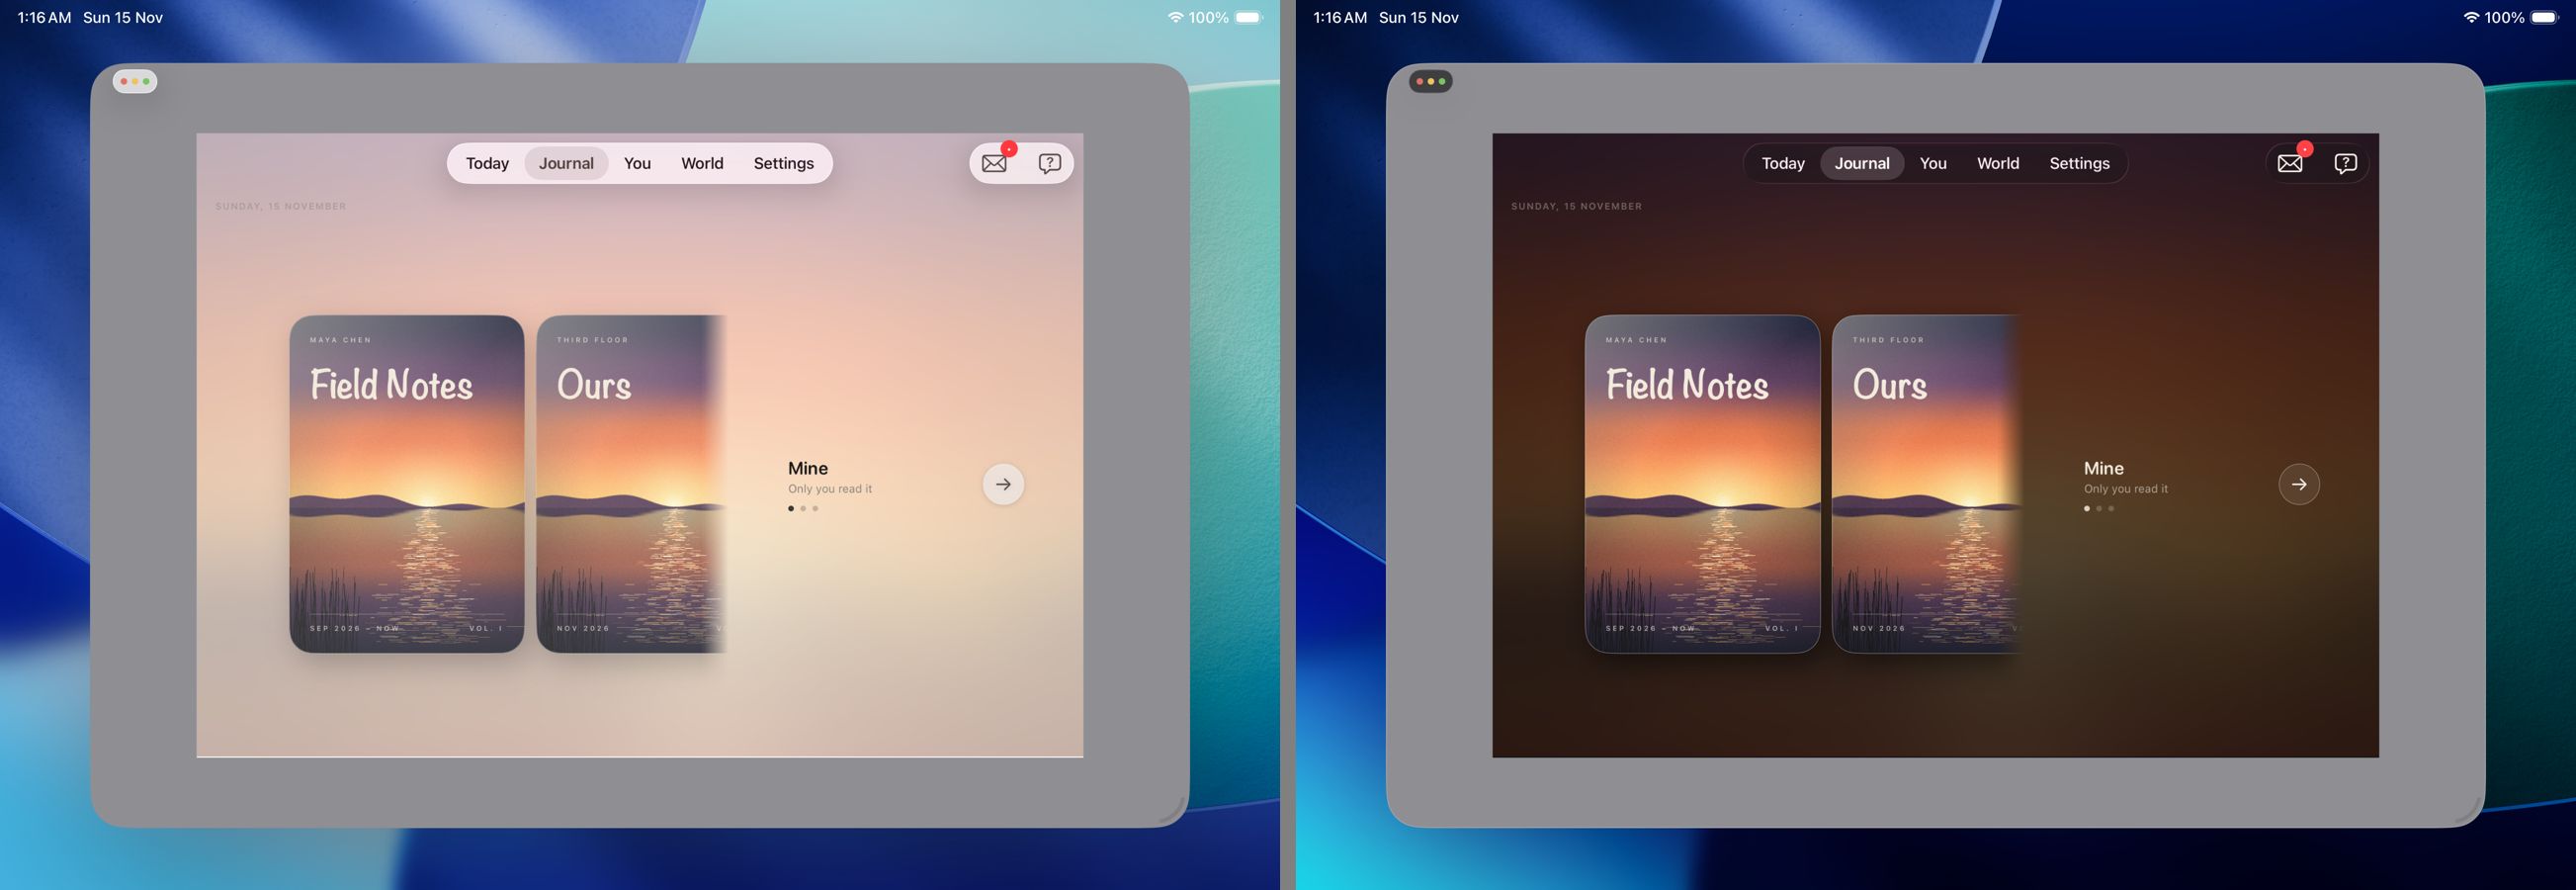 1:16 AM Sun 15 Nov 100%
Today Journal You World Settings
SUNDAY, 15 NOVEMBER
MAYA CHEN
Field Notes
SEP 2026 – NOW VOL. I
THIRD FLOOR
Ours
NOV 2026
Mine
Only you read it
1:16 AM Sun 15 Nov 100%
Today Journal You World Settings
SUNDAY, 15 NOVEMBER
MAYA CHEN
Field Notes
SEP 2026 – NOW VOL. I
THIRD FLOOR
Ours
NOV 2026
Mine
Only you read it